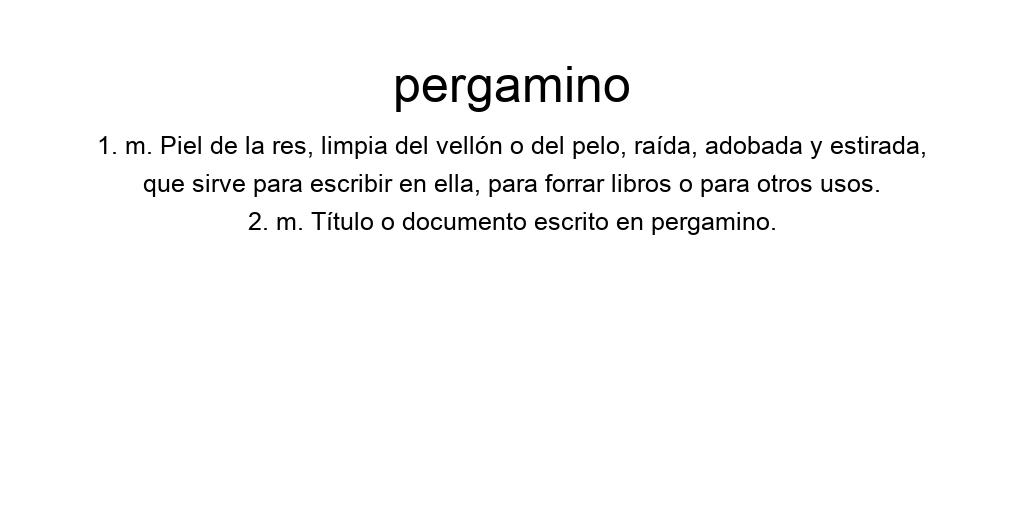 pergamino
1. m. Piel de la res, limpia del vellón o del pelo, raída, adobada y estirada,
que sirve para escribir en ella, para forrar libros o para otros usos.
2. m. Título o documento escrito en pergamino.